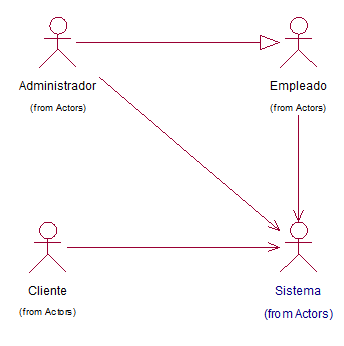 Administrador
(from Actors)
Empleado
(from Actors)
Cliente
(from Actors)
Sistema
(from Actors)